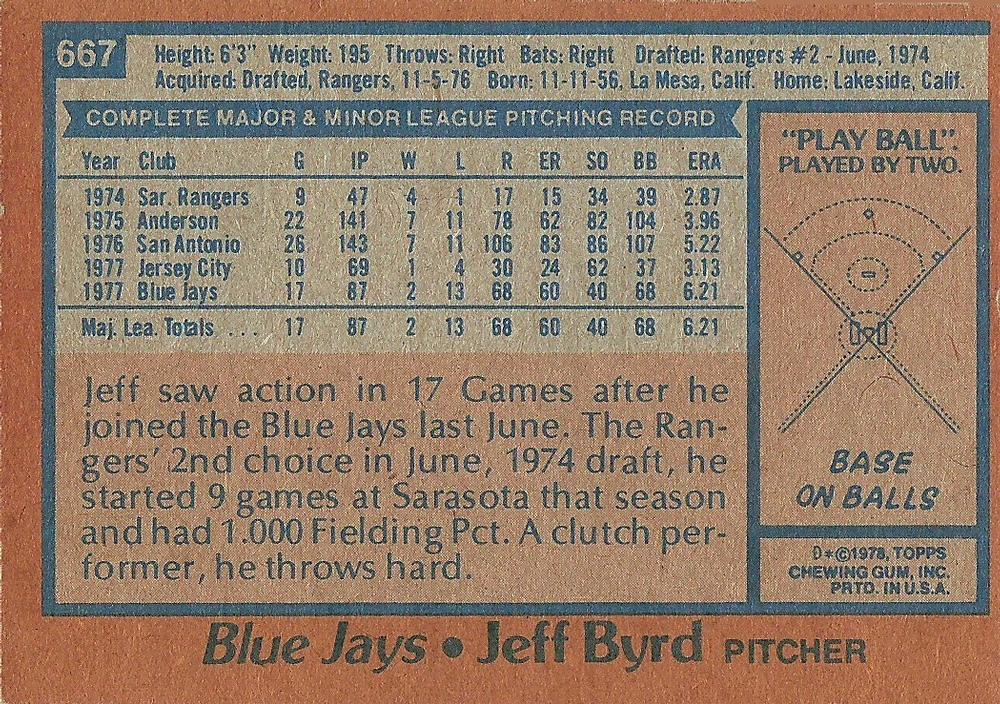 667
Height: 6'3" Weight: 195 Throws: Right Bats: Right Drafted: Rangers #2 - June, 1974
Acquired: Drafted, Rangers, 11-5-76 Born: 11-11-56, La Mesa, Calif. Home: Lakeside, Calif.
COMPLETE MAJOR & MINOR LEAGUE PITCHING RECORD
Year Club G IP W L R ER SO BB ERA
1974 Sar. Rangers 9 47 4 1 17 15 34 39 2.87
1975 Anderson 22 141 7 11 78 62 82 104 3.96
1976 San Antonio 26 143 7 11 106 83 86 107 5.22
1977 Jersey City 10 69 1 4 30 24 62 37 3.13
1977 Blue Jays 17 87 2 13 68 60 40 68 6.21
Maj. Lea. Totals ... 17 87 2 13 68 60 40 68 6.21
Jeff saw action in 17 Games after he
joined the Blue Jays last June. The Ran-
gers' 2nd choice in June, 1974 draft, he
started 9 games at Sarasota that season
and had 1.000 Fielding Pct. A clutch per-
former, he throws hard.
"PLAY BALL".
PLAYED BY TWO.
BASE
ON BALLS
D*©1978, TOPPS
CHEWING GUM, INC.
PRTD. IN U.S.A.
Blue Jays • Jeff Byrd PITCHER